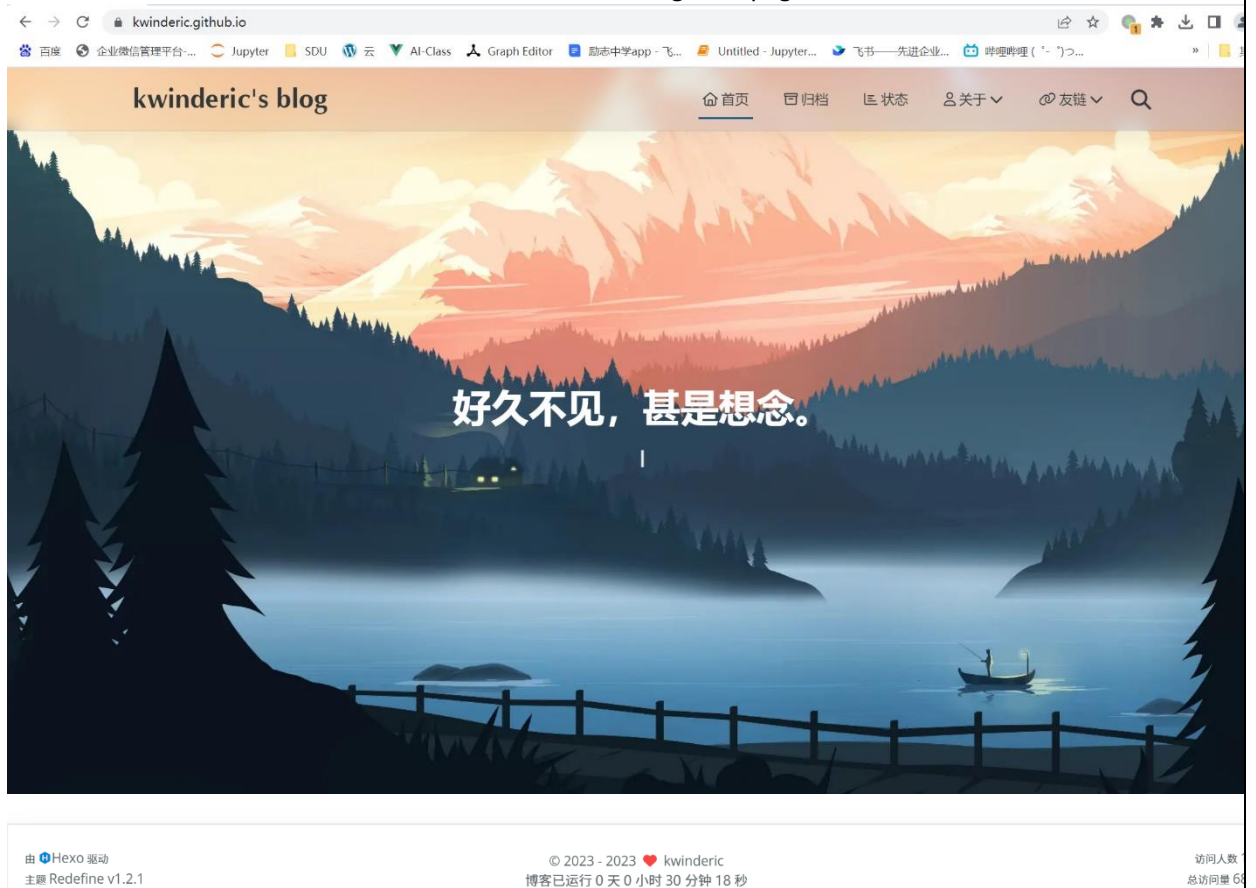 kwinderic.github.io
百度 企业微信管理平台-... Jupyter SDU 云 AI-Class Graph Editor 励志中学app - 飞... Untitled - Jupyter... 飞书——先进企业... 哔哩哔哩 ( ゜- ゜)つ... »
kwinderic's blog 首页 归档 状态 关于 友链
好久不见，甚是想念。
由 Hexo 驱动 © 2023 - 2023 kwinderic 访问人数
主题 Redefine v1.2.1 博客已运行 0 天 0 小时 30 分钟 18 秒 总访问量